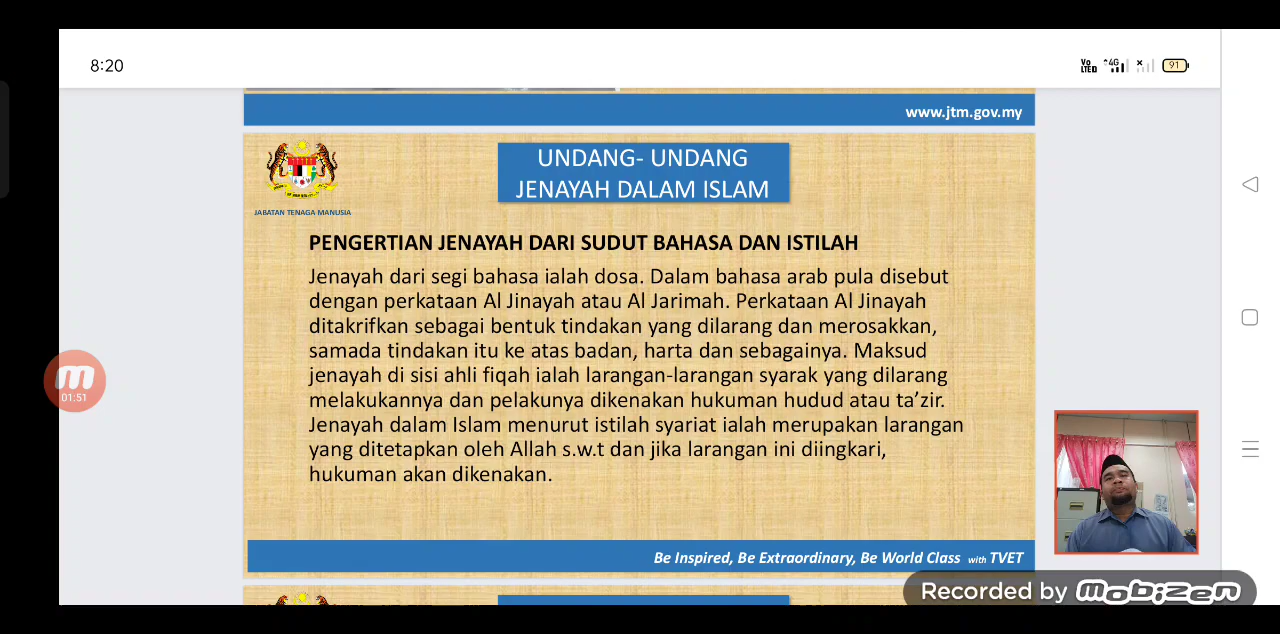 8:20
Vo
LTED
4G
91
www.jtm.gov.my
UNDANG- UNDANG
JENAYAH DALAM ISLAM
JABATAN TENAGA MANUSIA
PENGERTIAN JENAYAH DARI SUDUT BAHASA DAN ISTILAH
Jenayah dari segi bahasa ialah dosa. Dalam bahasa arab pula disebut
dengan perkataan Al Jinayah atau Al Jarimah. Perkataan Al Jinayah
ditakrifkan sebagai bentuk tindakan yang dilarang dan merosakkan,
samada tindakan itu ke atas badan, harta dan sebagainya. Maksud
jenayah di sisi ahli fiqah ialah larangan-larangan syarak yang dilarang
melakukannya dan pelakunya dikenakan hukuman hudud atau ta’zir.
Jenayah dalam Islam menurut istilah syariat ialah merupakan larangan
yang ditetapkan oleh Allah s.w.t dan jika larangan ini diingkari,
hukuman akan dikenakan.
01:51
Be Inspired, Be Extraordinary, Be World Class with TVET
Recorded by MOBIZEN